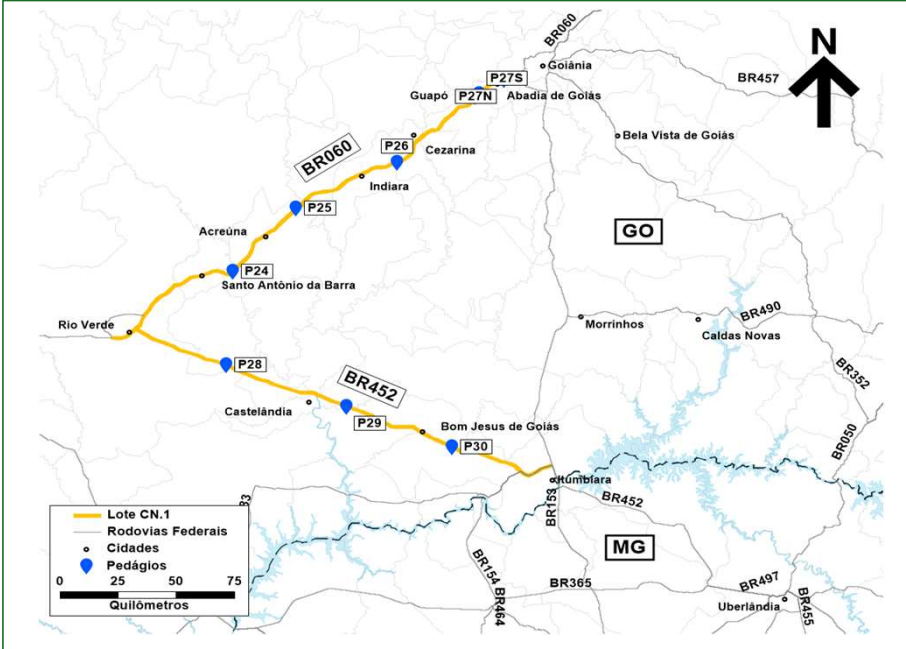 BR060
N
Goiânia
P27S
BR457
Guapó
P27N
Abadia de Goiás
Bela Vista de Goiás
P26
Cezarina
BR060
Indiara
P25
GO
Acreúna
P24
Santo Antônio da Barra
Rio Verde
Morrinhos
BR490
Caldas Novas
P28
BR452
BR352
Castelândia
P29
Bom Jesus de Goiás
P30
BR050
Itumbiara
BR153
BR452
MG
BR154
BR365
BR464
BR497
Uberlândia
BR455
Lote CN.1
Rodovias Federais
Cidades
Pedágios
0 25 50 75
Quilômetros